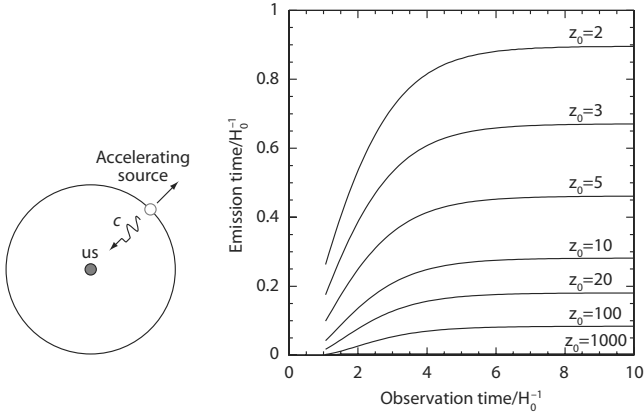 Accelerating
source
c
us
Emission time/H₀⁻¹
1
0.8
0.6
0.4
0.2
0
z₀=2
z₀=3
z₀=5
z₀=10
z₀=20
z₀=100
z₀=1000
0 2 4 6 8 10
Observation time/H₀⁻¹